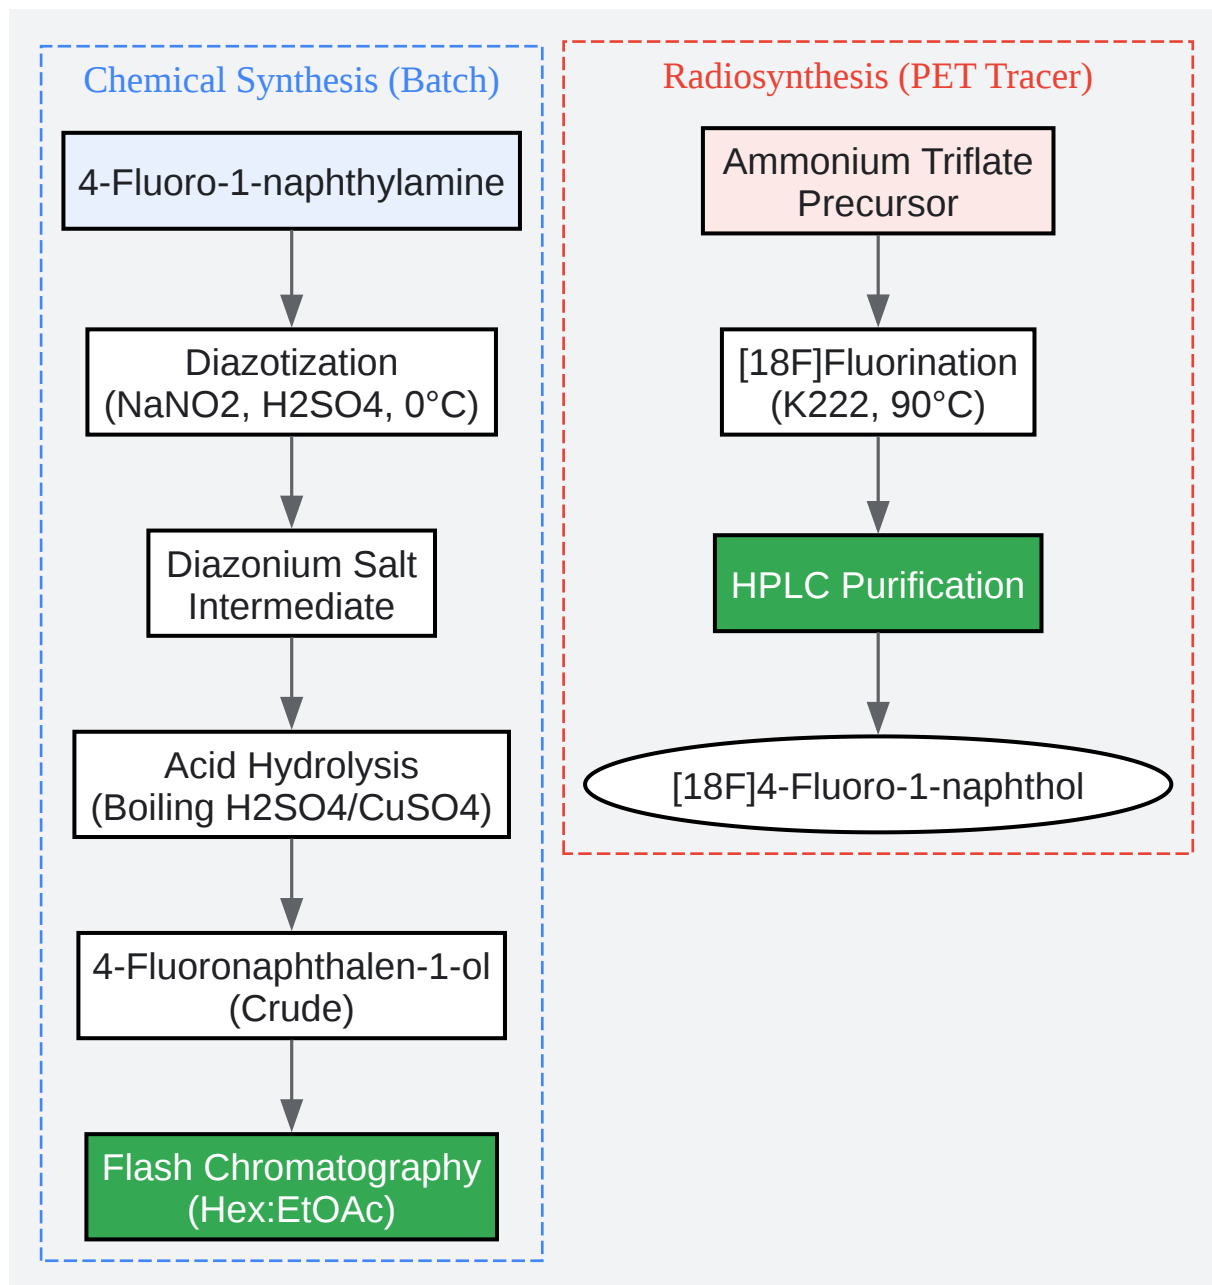 Chemical Synthesis (Batch)
4-Fluoro-1-naphthylamine
Diazotization
(NaNO2, H2SO4, 0°C)
Diazonium Salt
Intermediate
Acid Hydrolysis
(Boiling H2SO4/CuSO4)
4-Fluoronaphthalen-1-ol
(Crude)
Flash Chromatography
(Hex:EtOAc)
Radiosynthesis (PET Tracer)
Ammonium Triflate
Precursor
[18F]Fluorination
(K222, 90°C)
HPLC Purification
[18F]4-Fluoro-1-naphthol